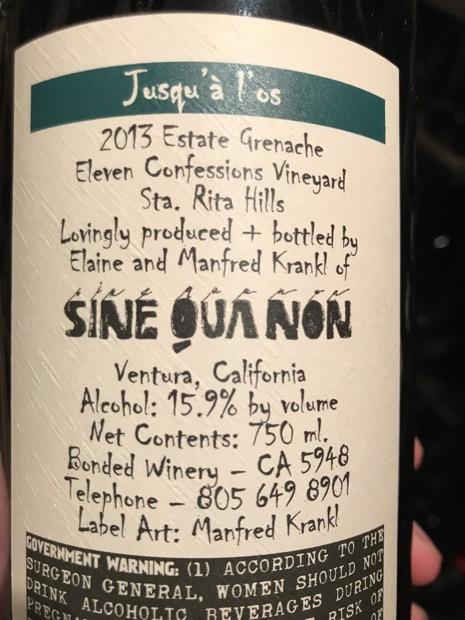 Jusqu'à l'os
2013 Estate Grenache
Eleven Confessions Vineyard
Sta. Rita Hills
Lovingly produced + bottled by
Elaine and Manfred Krankl of
SINE QUA NON
Ventura, California
Alcohol: 15.9% by volume
Net Contents: 750 ml.
Bonded Winery – CA 5948
Telephone – 805 649 8901
Label Art: Manfred Krankl
GOVERNMENT WARNING: (1) ACCORDING TO THE
SURGEON GENERAL, WOMEN SHOULD NOT
DRINK ALCOHOLIC BEVERAGES DURING
RISK OF